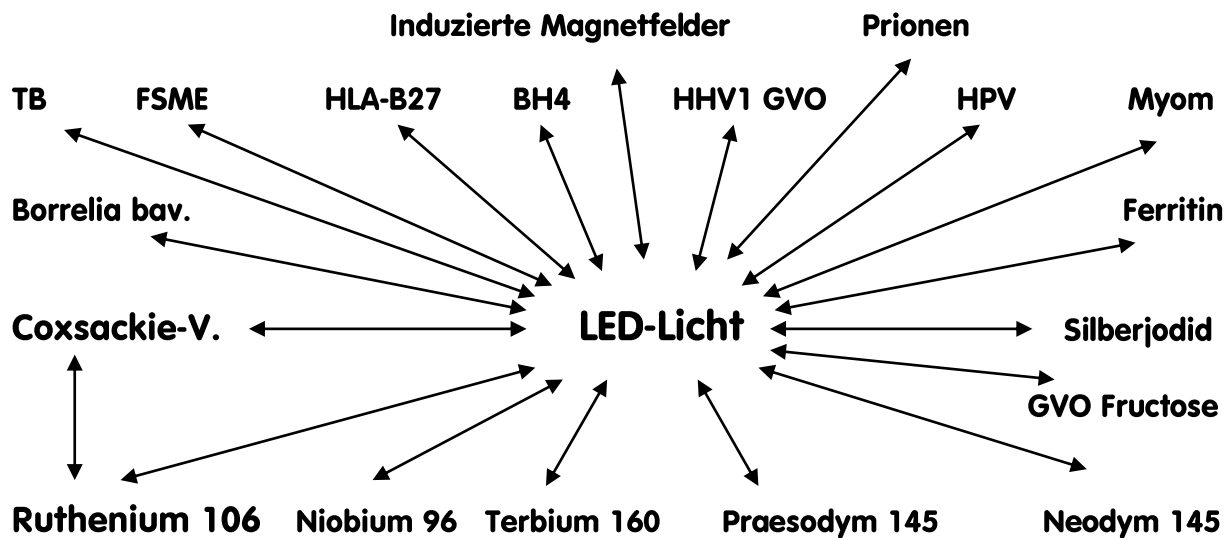 Induzierte Magnetfelder Prionen
TB FSME HLA-B27 BH4 HHV1 GVO HPV Myom
Borrelia bav. Ferritin
Coxsackie-V. LED-Licht Silberjodid
GVO Fructose
Ruthenium 106 Niobium 96 Terbium 160 Praesodym 145 Neodym 145